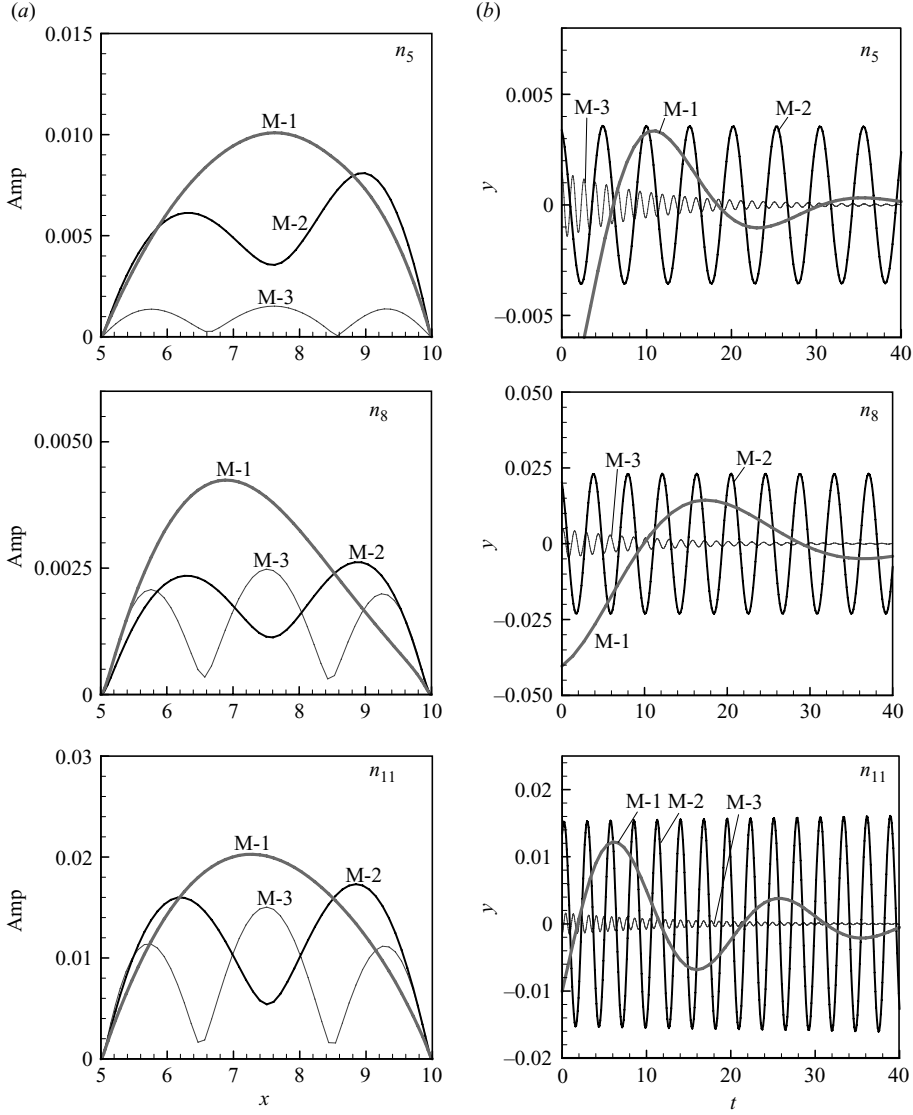 (a)
0.015
0.010
0.005
0
Amp
n5
M-1
M-2
M-3
5 6 7 8 9 10
(b)
0.005
0
–0.005
y
n5
M-3
M-1
M-2
0 10 20 30 40
0.0050
0.0025
0
Amp
n8
M-1
M-3
M-2
5 6 7 8 9 10
0.050
0.025
0
–0.025
–0.050
y
n8
M-3
M-2
M-1
0 10 20 30 40
0.03
0.02
0.01
0
Amp
n11
M-1
M-3
M-2
5 6 7 8 9 10
x
0.02
0.01
0
–0.01
–0.02
y
n11
M-1 M-2 M-3
0 10 20 30 40
t